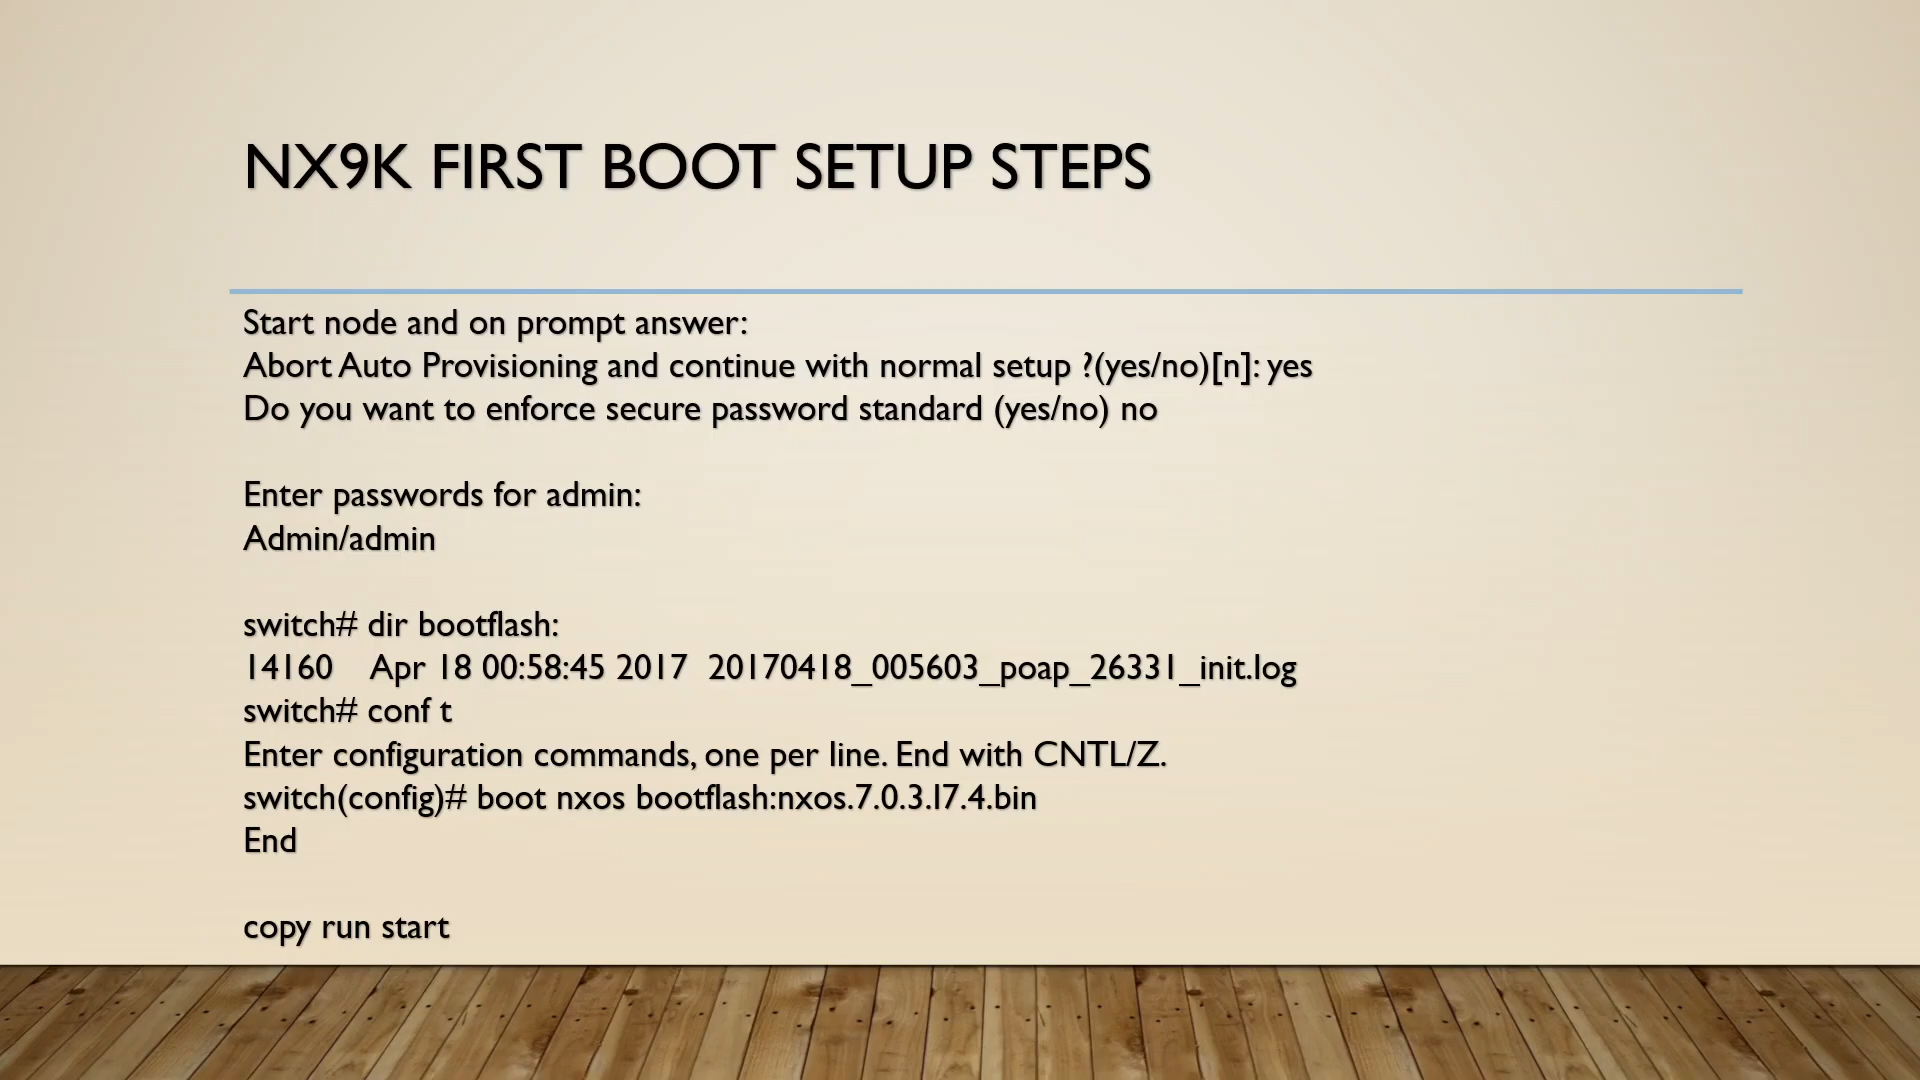 NX9K FIRST BOOT SETUP STEPS
Start node and on prompt answer:
Abort Auto Provisioning and continue with normal setup ?(yes/no)[n]: yes
Do you want to enforce secure password standard (yes/no) no
Enter passwords for admin:
Admin/admin
switch# dir bootflash:
14160    Apr 18 00:58:45 2017  20170418_005603_poap_26331_init.log
switch# conf t
Enter configuration commands, one per line. End with CNTL/Z.
switch(config)# boot nxos bootflash:nxos.7.0.3.I7.4.bin
End
copy run start